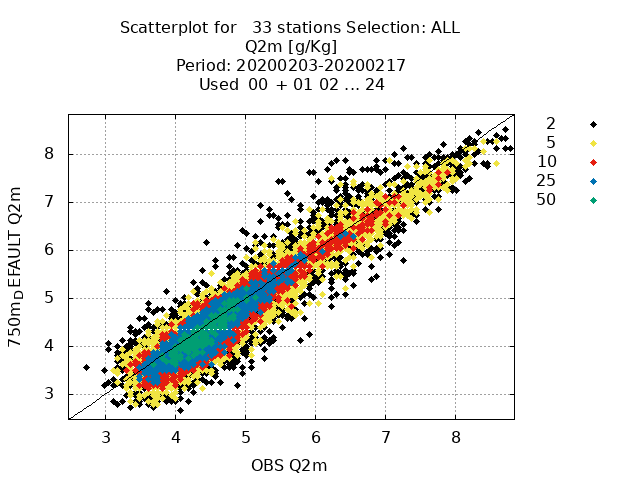 Scatterplot for   33 stations Selection: ALL
Q2m [g/Kg]
Period: 20200203-20200217
Used  00 + 01 02 ... 24
750m_DEFAULT Q2m
8
7
6
5
4
3
3 4 5 6 7 8
OBS Q2m
2
5
10
25
50